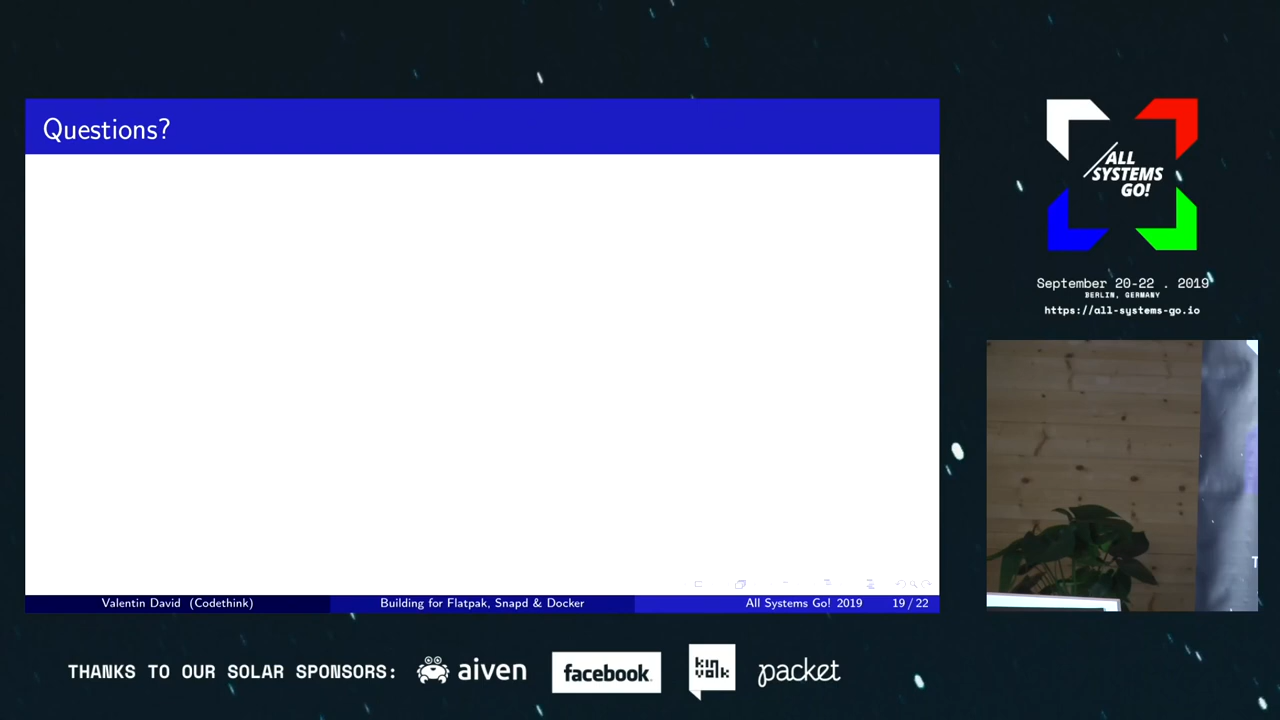 Questions?
Valentin David (Codethink)
Building for Flatpak, Snapd & Docker
All Systems Go! 2019
19 / 22
/ALL
SYSTEMS
GO!
September 20-22 . 2019
BERLIN, GERMANY
https://all-systems-go.io
T
THANKS TO OUR SOLAR SPONSORS:
aiven
facebook.
kinvolk
packet